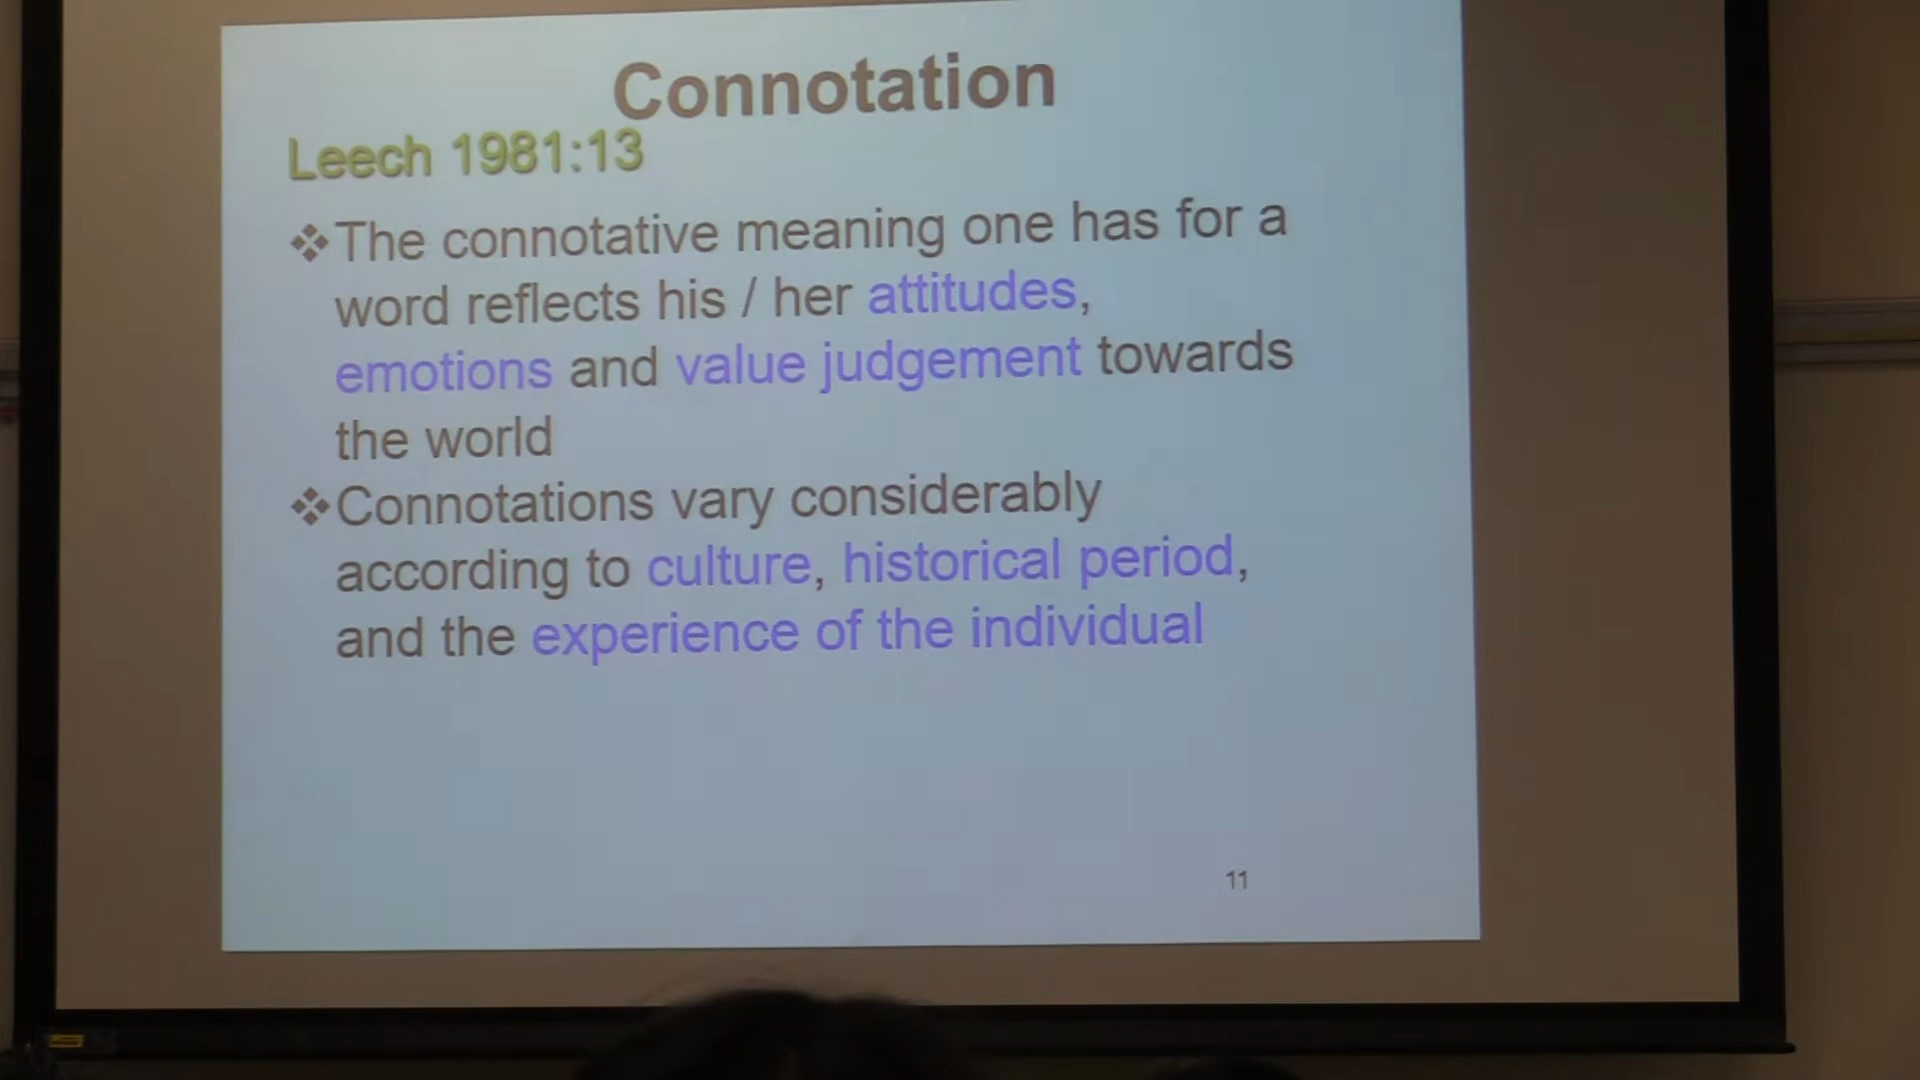 Connotation
Leech 1981:13
❖The connotative meaning one has for a
word reflects his / her attitudes,
emotions and value judgement towards
the world
❖Connotations vary considerably
according to culture, historical period,
and the experience of the individual
11